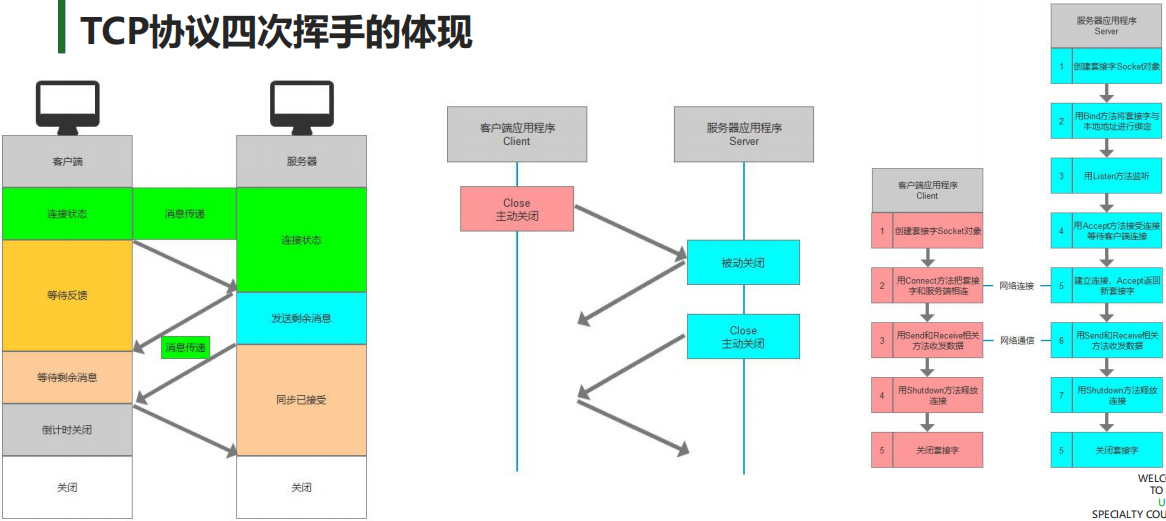 TCP协议四次挥手的体现
客户端
服务器
连接状态
消息传递
连接状态
等待反馈
发送剩余消息
消息传递
等待剩余消息
同步已接受
倒计时关闭
关闭
关闭
客户端应用程序
Client
服务器应用程序
Server
Close
主动关闭
被动关闭
Close
主动关闭
客户端应用程序
Client
1 创建套接字Socket对象
2 用Connect方法把套接
字和服务端相连
网络连接
3 用Send和Receive相关
方法收发数据
网络通信
4 用Shutdown方法释放
连接
5 关闭套接字
服务器应用程序
Server
1 创建套接字Socket对象
2 用Bind方法将套接字与
本地地址进行绑定
3 用Listen方法监听
4 用Accept方法接受连接
等待客户端连接
5 建立连接，Accept返回
新套接字
6 用Send和Receive相关
方法收发数据
7 用Shutdown方法释放
连接
5 关闭套接字
WELC
TO
U
SPECIALTY COU